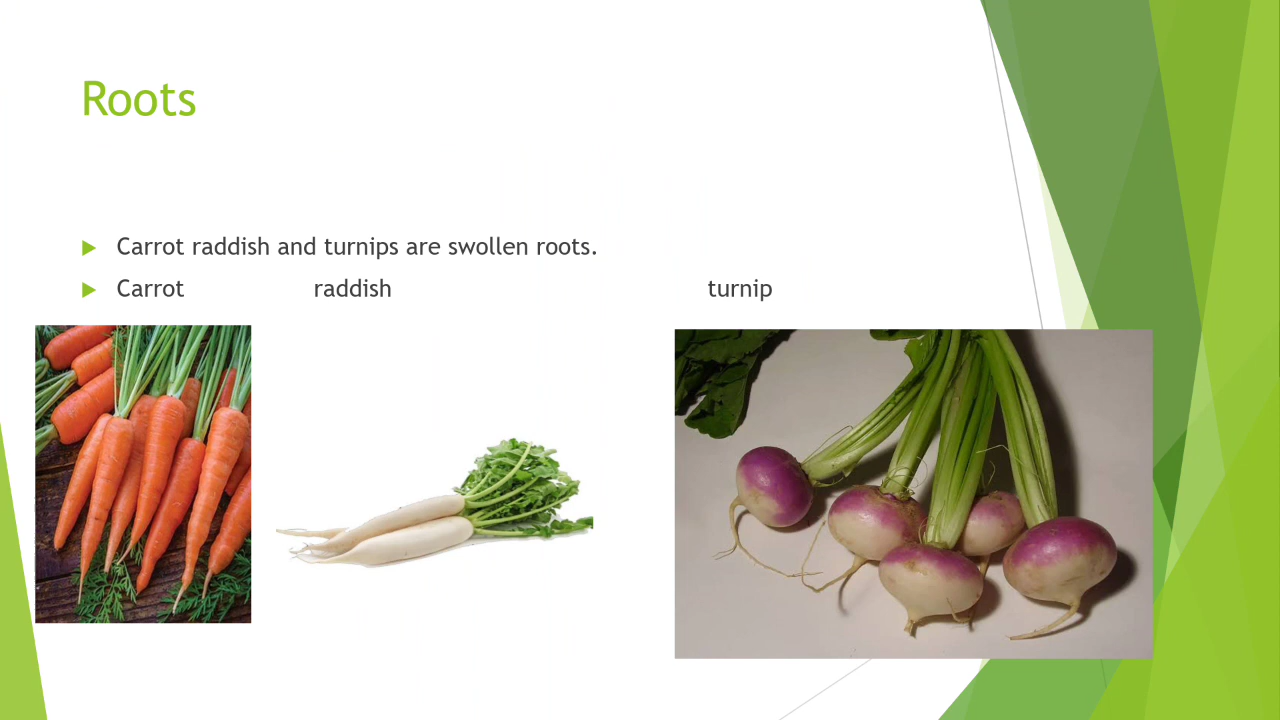 Roots
Carrot raddish and turnips are swollen roots.
Carrot raddish turnip